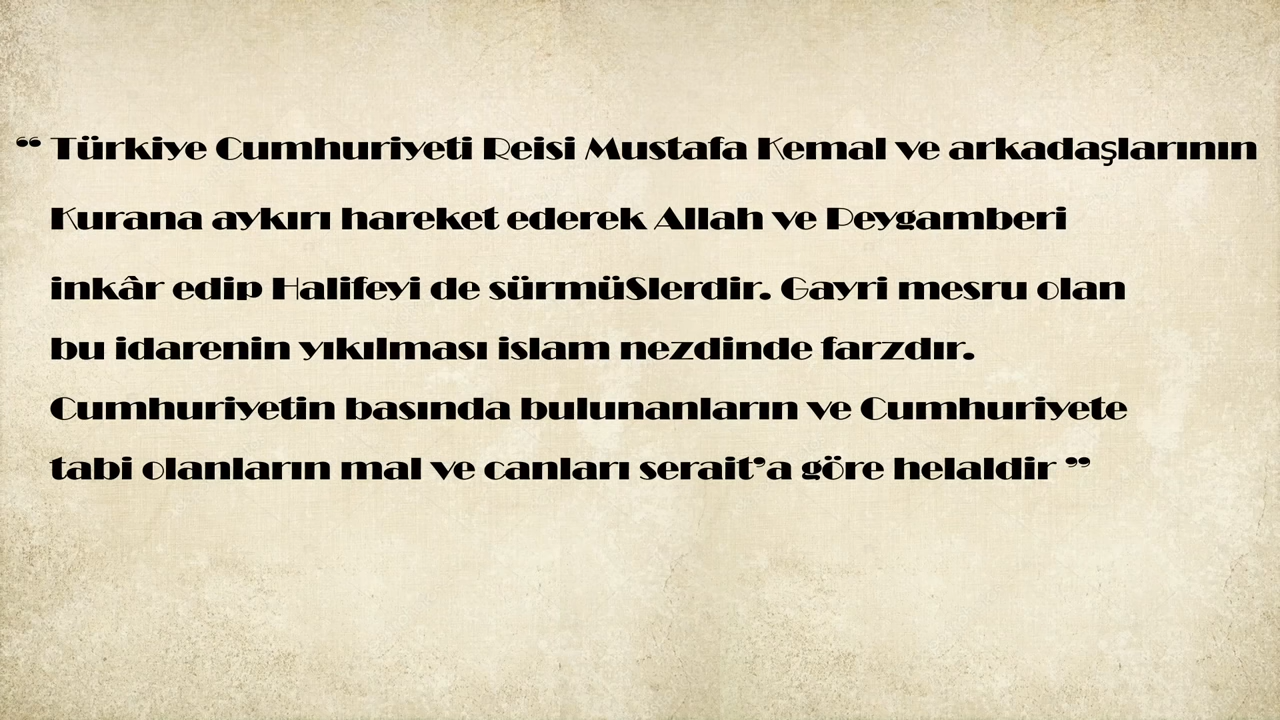 “ Türkiye Cumhuriyeti Reisi Mustafa Kemal ve arkadaşlarının
Kurana aykırı hareket ederek Allah ve Peygamberi
inkâr edip Halifeyi de sürmüSlerdir. Gayri mesru olan
bu idarenin yıkılması islam nezdinde farzdır.
Cumhuriyetin basında bulunanların ve Cumhuriyete
tabi olanların mal ve canları serait’a göre helaldir ”